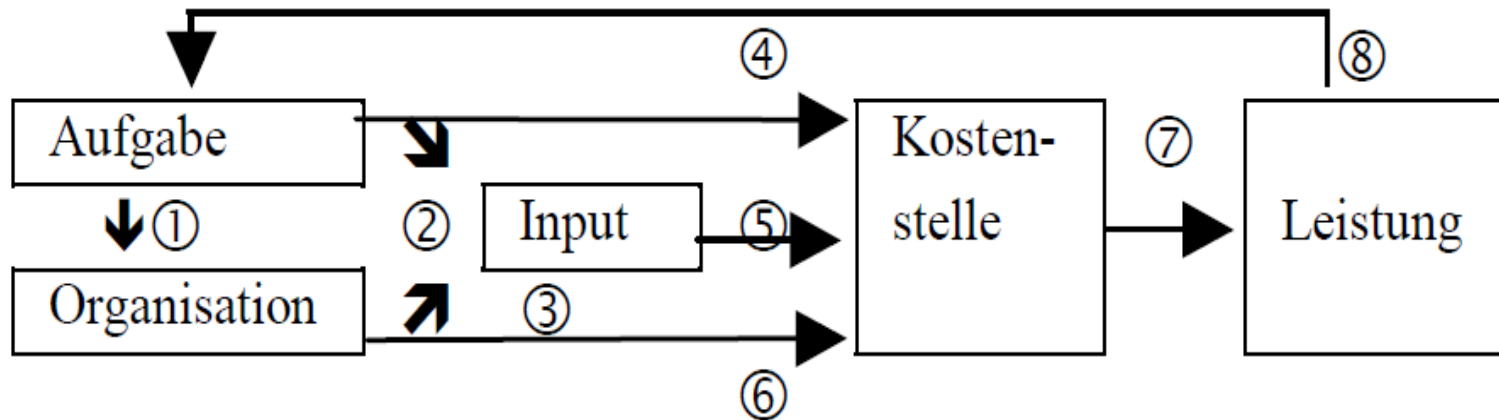 ④
⑧
Aufgabe
Kosten-
stelle
⑦
Leistung
①
②
Input
⑤
Organisation
③
⑥